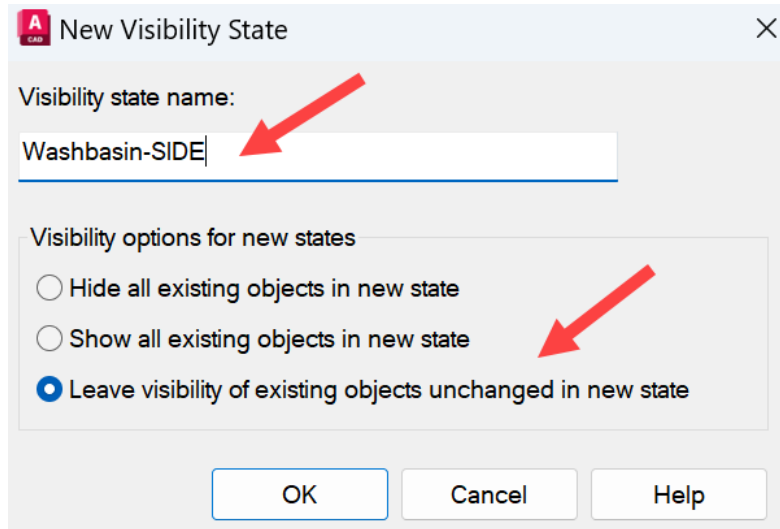 A
CAD
New Visibility State
Visibility state name:
Washbasin-SIDE
Visibility options for new states
Hide all existing objects in new state
Show all existing objects in new state
Leave visibility of existing objects unchanged in new state
OK Cancel Help